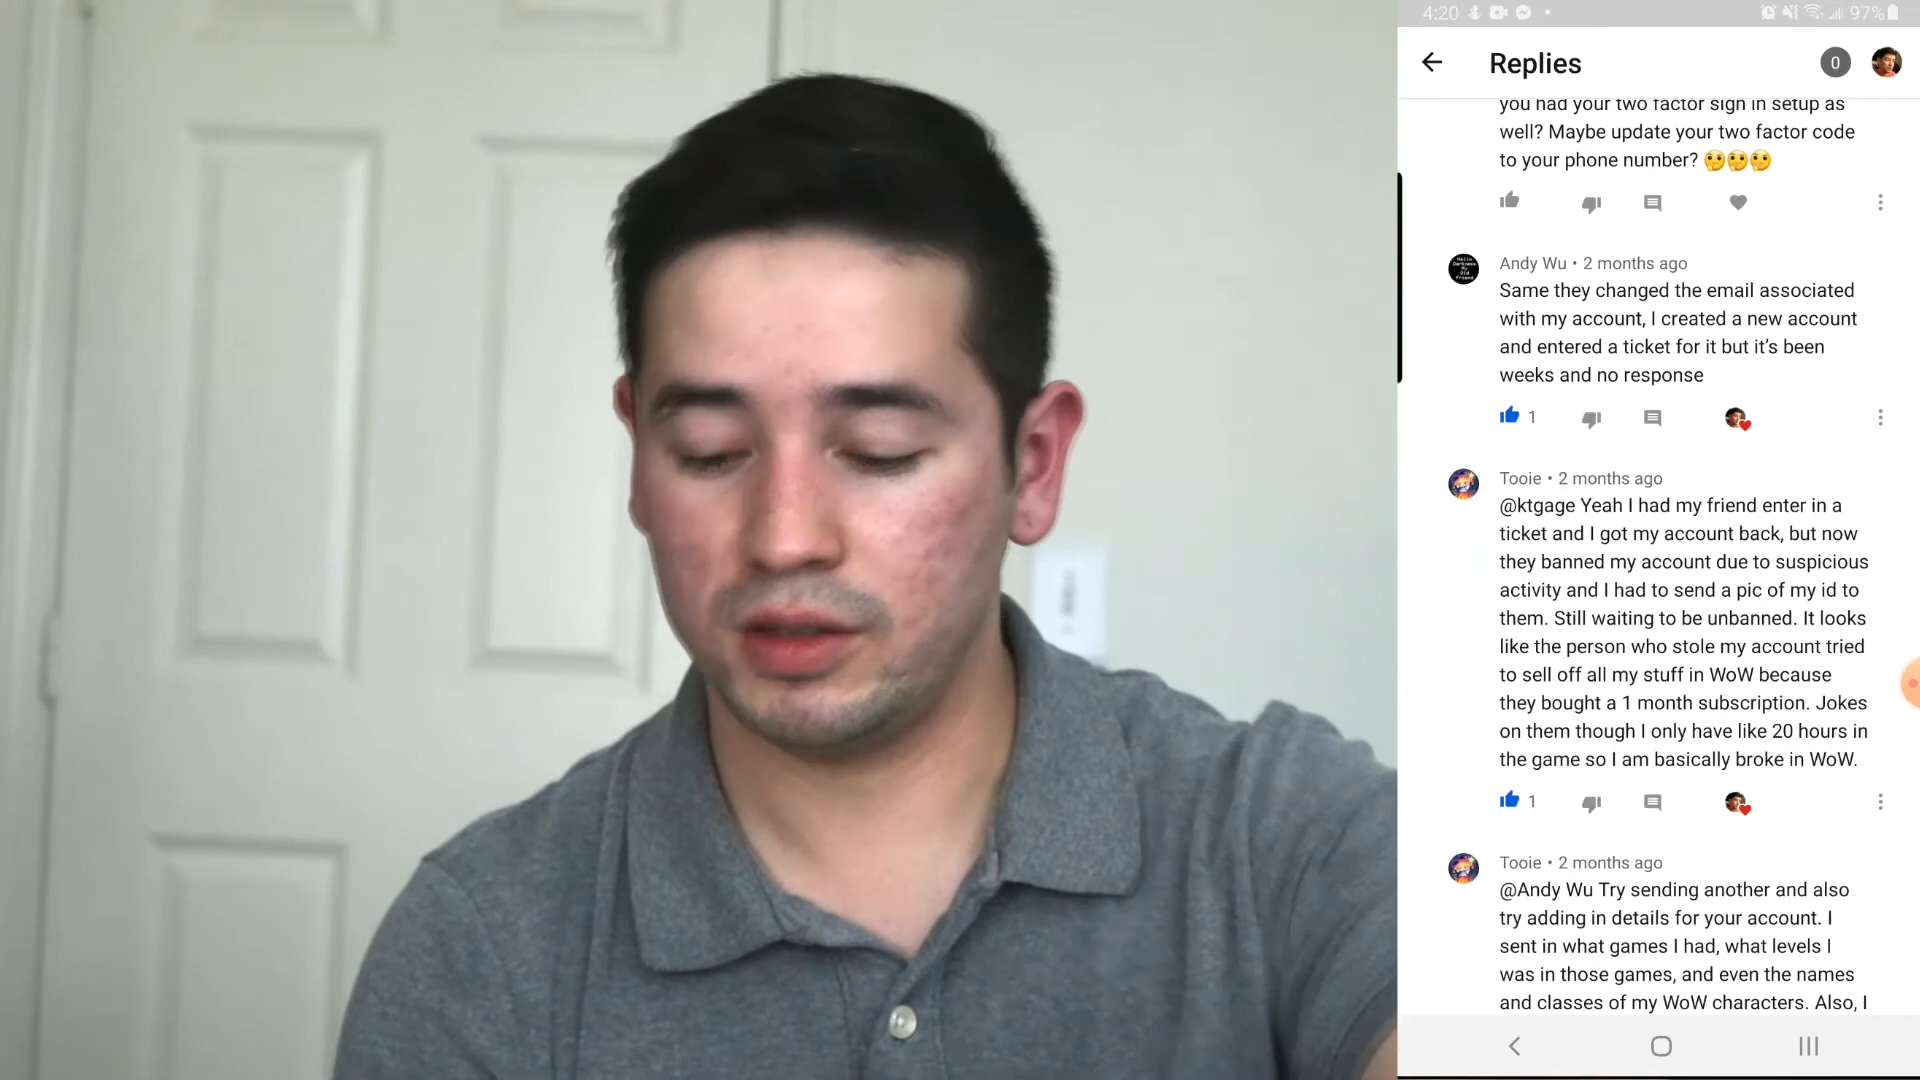 4:20
97%
Replies
0
you had your two factor sign in setup as
well? Maybe update your two factor code
to your phone number? 🤔🤔🤔
Andy Wu • 2 months ago
Same they changed the email associated
with my account, I created a new account
and entered a ticket for it but it’s been
weeks and no response
1
Tooie • 2 months ago
@ktgage Yeah I had my friend enter in a
ticket and I got my account back, but now
they banned my account due to suspicious
activity and I had to send a pic of my id to
them. Still waiting to be unbanned. It looks
like the person who stole my account tried
to sell off all my stuff in WoW because
they bought a 1 month subscription. Jokes
on them though I only have like 20 hours in
the game so I am basically broke in WoW.
1
Tooie • 2 months ago
@Andy Wu Try sending another and also
try adding in details for your account. I
sent in what games I had, what levels I
was in those games, and even the names
and classes of my WoW characters. Also, I